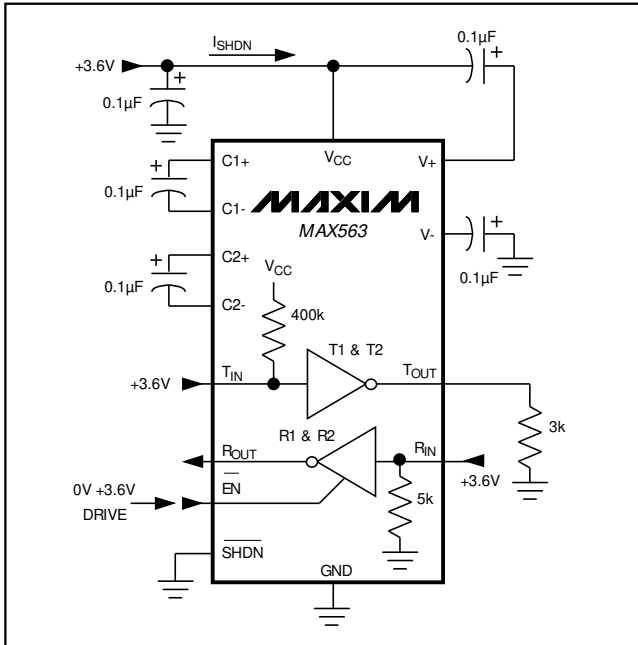 I_SHDN
0.1µF +
+3.6V
+
0.1µF
V_CC
V+
C1+
+
0.1µF
C1-
MAXIM
MAX563
V-
+
0.1µF
C2+
+
0.1µF
C2-
V_CC
400k
T1 & T2
T_IN
T_OUT
+3.6V
3k
R1 & R2
R_OUT
R_IN
+3.6V
E̅N̅
0V +3.6V
DRIVE
5k
S̅H̅D̅N̅
GND